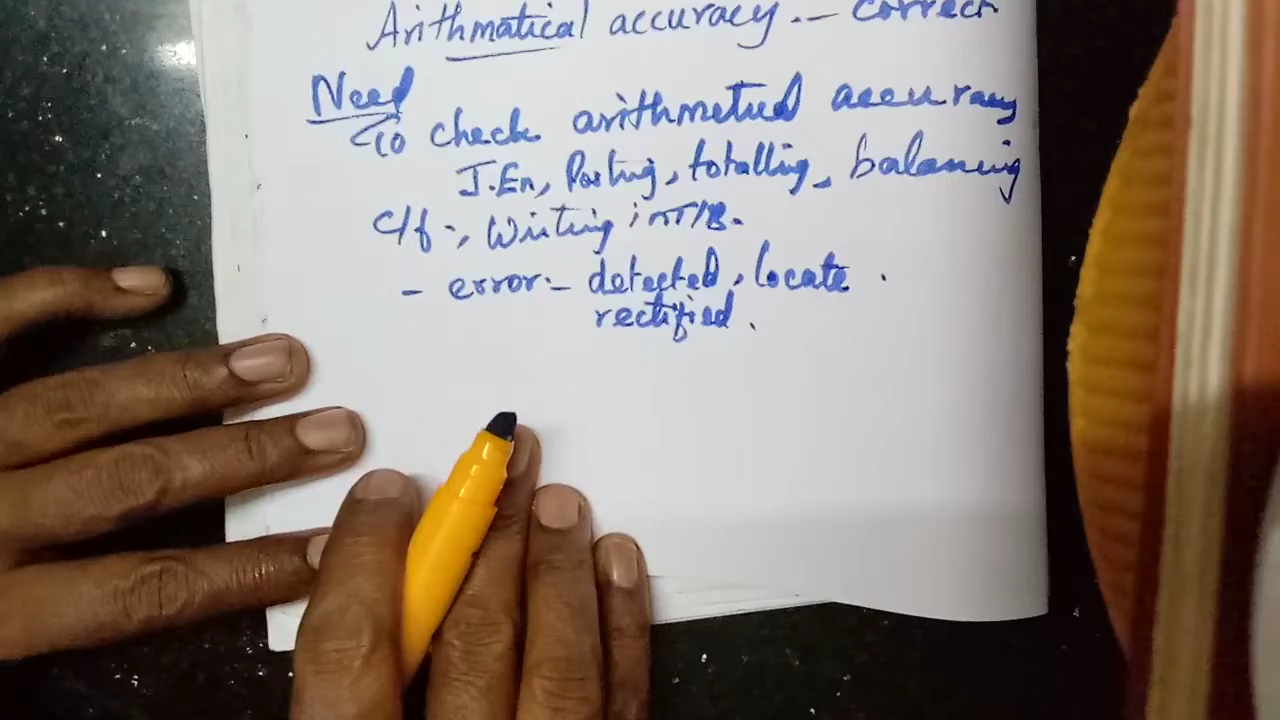 Arithmatical accuracy.- correct
Need
To check arithmetical accuracy
J.En, Posting, totalling, balancing
C/f-, Writing in T/B.
- error:- detected, locate.
rectified.